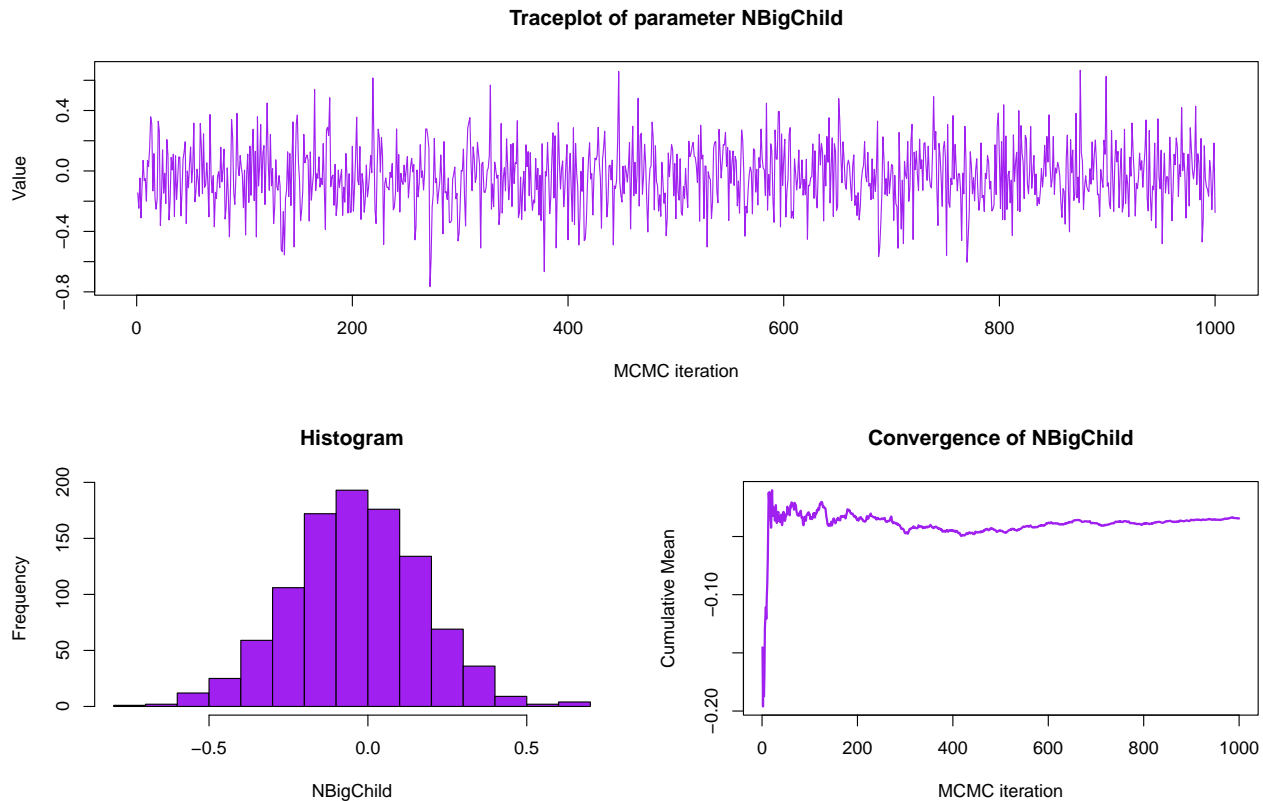 Traceplot of parameter NBigChild
Value
0.4
0.0
−0.4
−0.8
0 200 400 600 800 1000
MCMC iteration
Histogram
Frequency
200
150
100
50
0
−0.5 0.0 0.5
NBigChild
Convergence of NBigChild
Cumulative Mean
−0.10
−0.20
0 200 400 600 800 1000
MCMC iteration